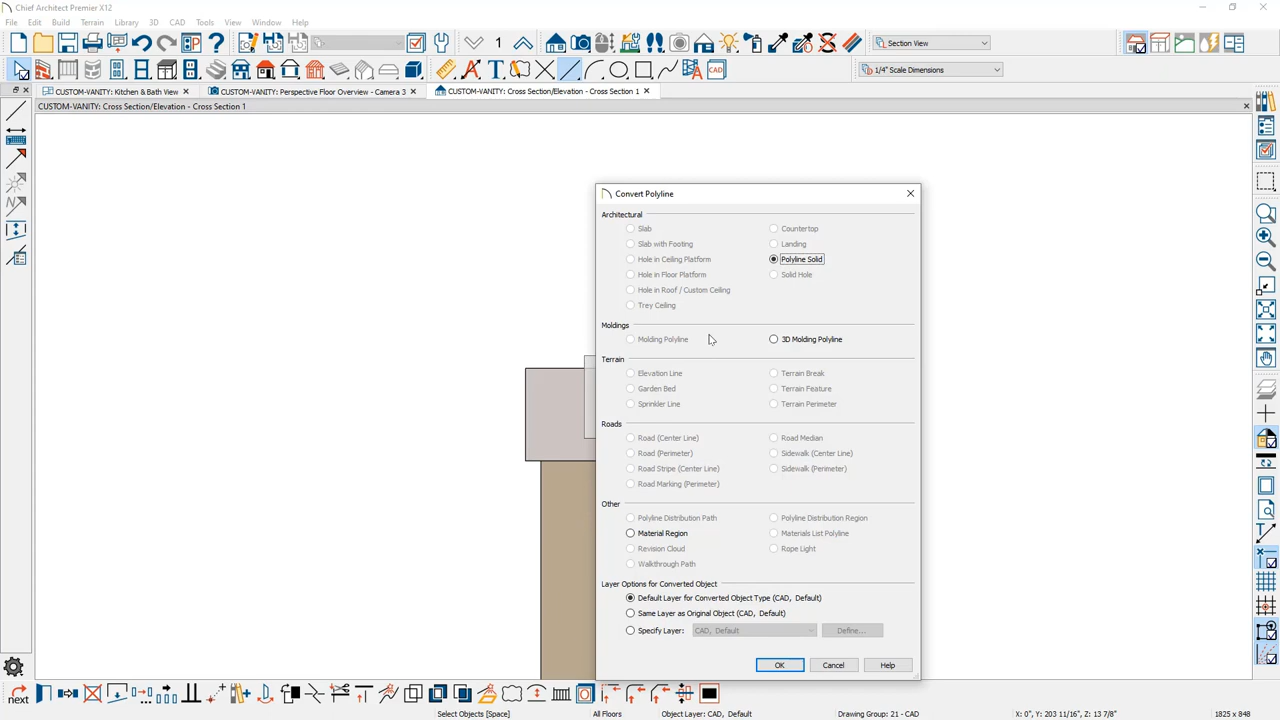 Chief Architect Premier X12
File Edit Build Terrain Library 3D CAD Tools View Window Help
1
Section View
1/4" Scale Dimensions
CUSTOM-VANITY: Kitchen & Bath View
CUSTOM-VANITY: Perspective Floor Overview - Camera 3
CUSTOM-VANITY: Cross Section/Elevation - Cross Section 1
CUSTOM-VANITY: Cross Section/Elevation - Cross Section 1
Convert Polyline
Architectural
Slab Countertop
Slab with Footing Landing
Hole in Ceiling Platform Polyline Solid
Hole in Floor Platform Solid Hole
Hole in Roof / Custom Ceiling
Trey Ceiling
Moldings
Molding Polyline 3D Molding Polyline
Terrain
Elevation Line Terrain Break
Garden Bed Terrain Feature
Sprinkler Line Terrain Perimeter
Roads
Road (Center Line) Road Median
Road (Perimeter) Sidewalk (Center Line)
Road Stripe (Center Line) Sidewalk (Perimeter)
Road Marking (Perimeter)
Other
Polyline Distribution Path Polyline Distribution Region
Material Region Materials List Polyline
Revision Cloud Rope Light
Walkthrough Path
Layer Options for Converted Object
Default Layer for Converted Object Type (CAD, Default)
Same Layer as Original Object (CAD, Default)
Specify Layer: CAD, Default Define...
OK Cancel Help
next
Select Objects [Space] All Floors Object Layer: CAD, Default Drawing Group: 21 - CAD X: 0", Y: 203 11/16", Z: 13 7/8" 1825 x 848